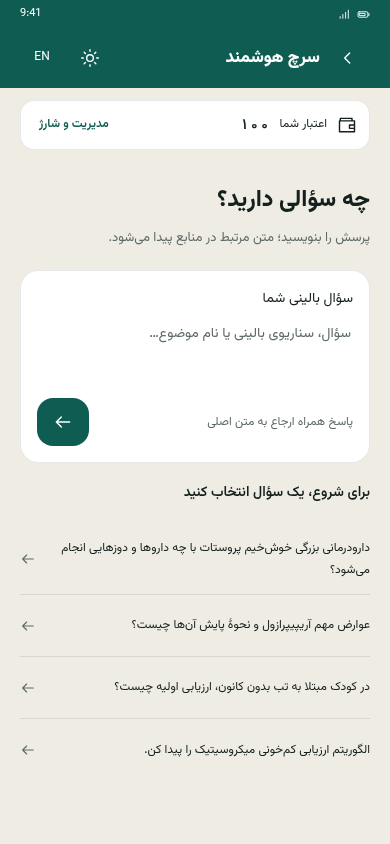 9:41
سرچ هوشمند
EN
اعتبار شما ۱۰۰
مدیریت و شارژ
چه سؤالی دارید؟
پرسش را بنویسید؛ متن مرتبط در منابع پیدا می‌شود.
سؤال بالینی شما
سؤال، سناریوی بالینی یا نام موضوع…
پاسخ همراه ارجاع به متن اصلی
برای شروع، یک سؤال انتخاب کنید
دارودرمانی بزرگی خوش‌خیم پروستات با چه داروها و دوزهایی انجام
می‌شود؟
عوارض مهم آریپیپرازول و نحوهٔ پایش آن‌ها چیست؟
در کودک مبتلا به تب بدون کانون، ارزیابی اولیه چیست؟
الگوریتم ارزیابی کم‌خونی میکروسیتیک را پیدا کن.